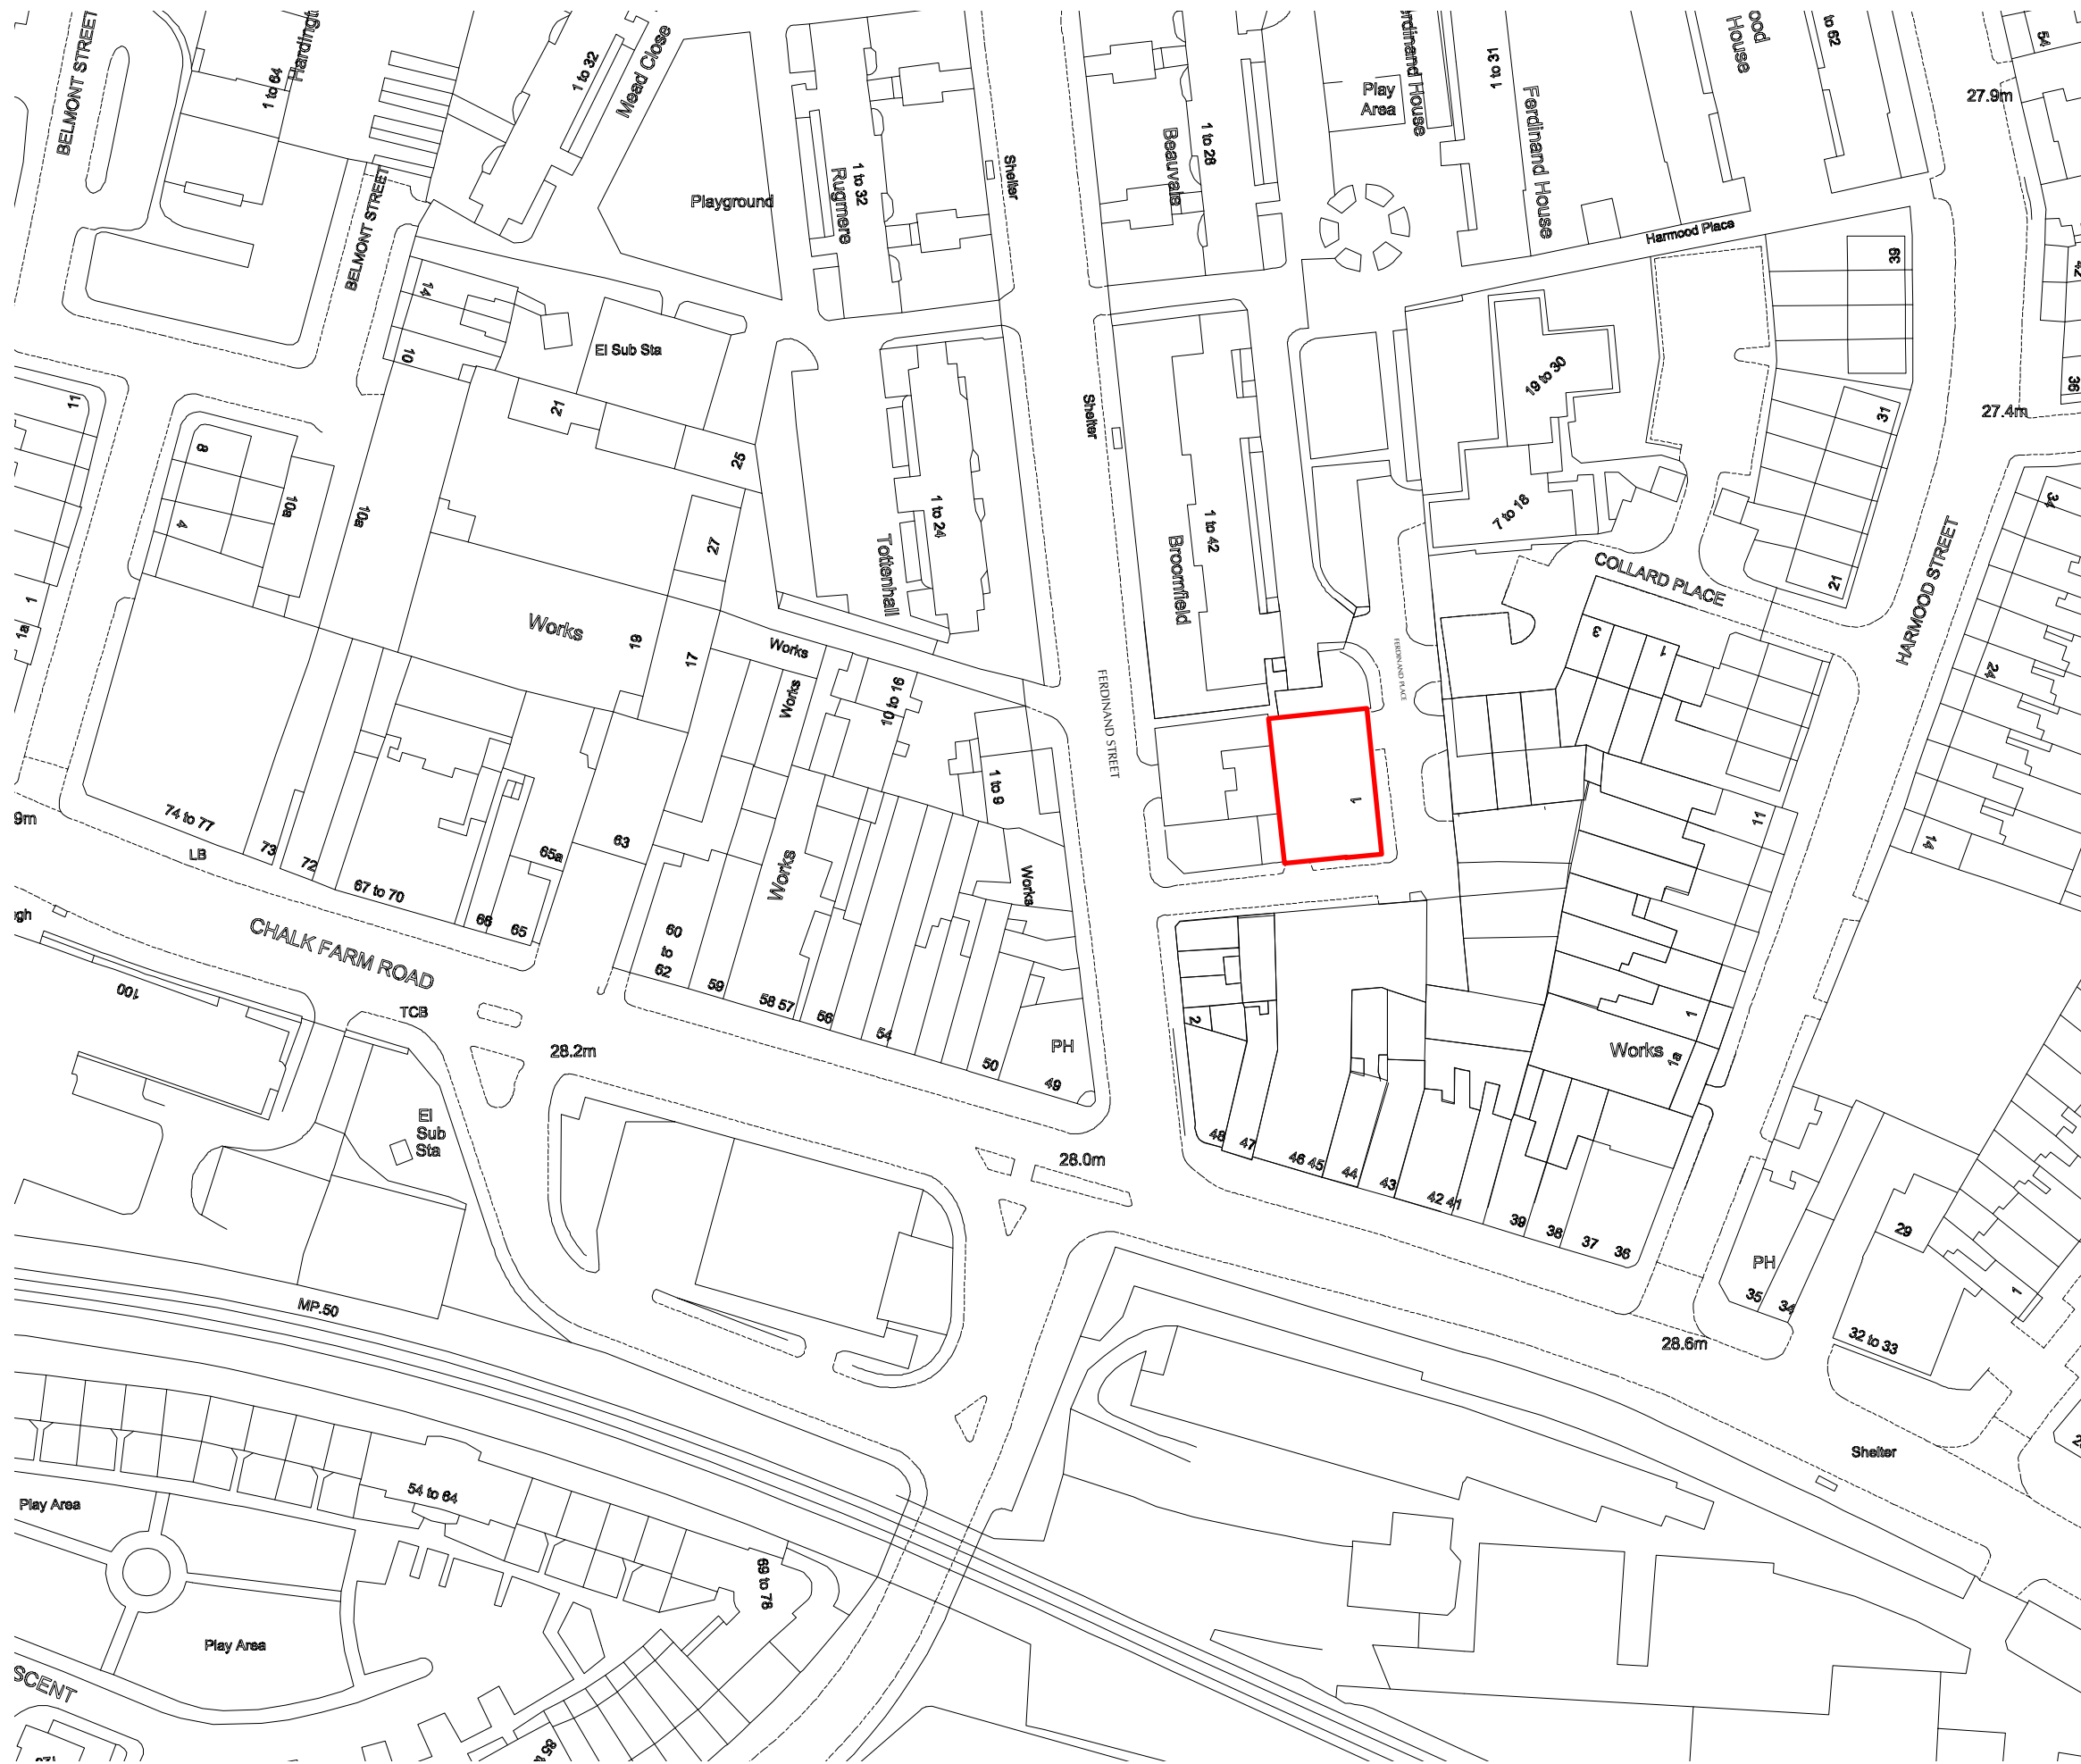 BELMONT STREET
1 to 64
1 to 32
Mead Close
Playground
1 to 32
Rugmere
Shelter
Beauvais
1 to 28
Play
Area
1 to 31
Ferdinand House
House
to 62
54
27.9m
BELMONT STREET
Harmood Place
39
42
36
14
10
El Sub Sta
21
25
11
8
4
10a
10a
Shelter
19 to 30
31
27.4m
27
1 to 24
Tottenhall
1 to 42
Broomfield
7 to 18
COLLARD PLACE
21
HARMOOD STREET
34
24
14
1
1a
Works
19
17
Works
Works
10 to 16
FERDINAND STREET
FERDINAND PLACE
3
1
1 to 9
1
11
9m
74 to 77
LB
73
72
67 to 70
66
65
65a
63
Works
Works
60
to
62
59
58 57
56
54
50
49
PH
CHALK FARM ROAD
100
TCB
28.2m
El
Sub
Sta
2
48
47
46 45
44
43
42 41
39
38
37
36
Works
1a
1
28.0m
PH
35
34
29
1
32 to 33
28.6m
MP.50
Shelter
Play Area
54 to 64
69 to 78
Play Area
SCENT
85